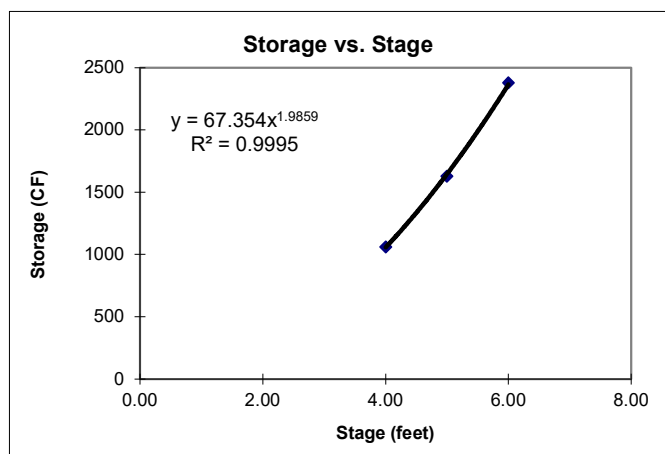 Storage vs. Stage
2500
2000
1500
1000
500
0
y = 67.354x^1.9859
R² = 0.9995
Storage (CF)
0.00 2.00 4.00 6.00 8.00
Stage (feet)